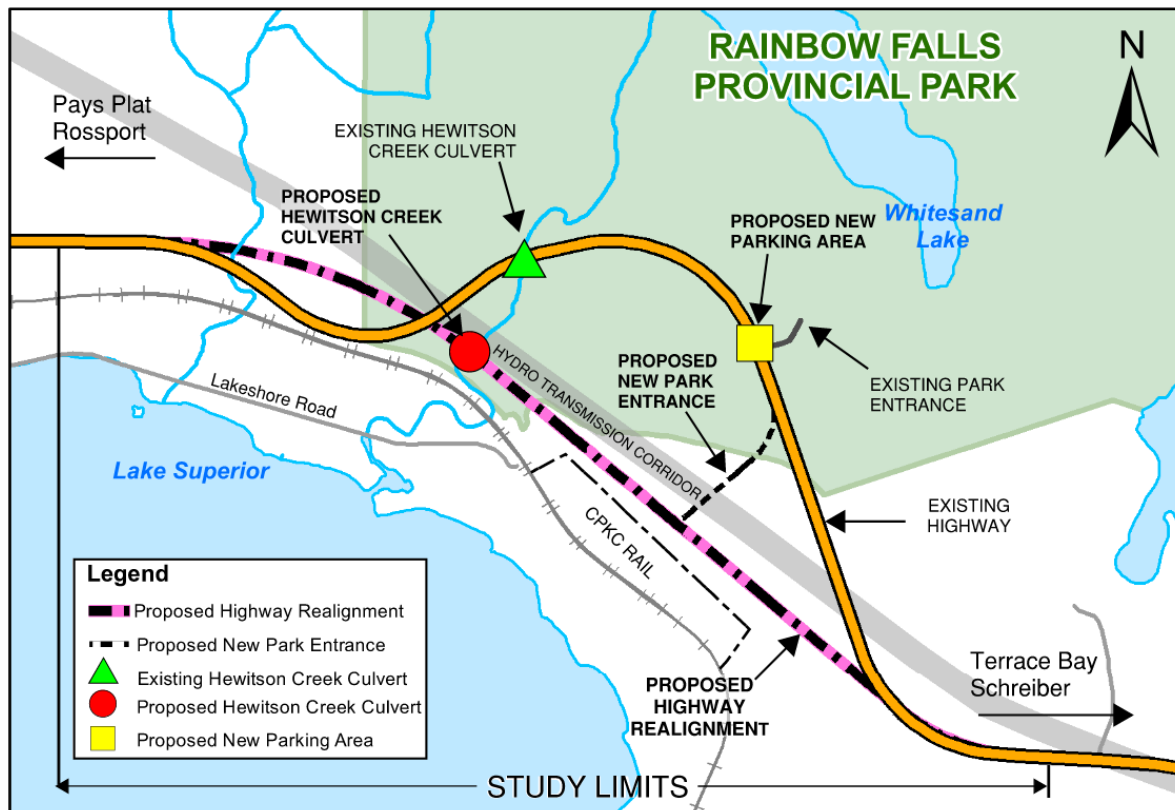 RAINBOW FALLS
PROVINCIAL PARK
N
Pays Plat
Rossport
EXISTING HEWITSON
CREEK CULVERT
PROPOSED
HEWITSON CREEK
CULVERT
PROPOSED NEW
PARKING AREA
Whitesand
Lake
HYDRO TRANSMISSION CORRIDOR
PROPOSED
NEW PARK
ENTRANCE
EXISTING PARK
ENTRANCE
Lakeshore Road
Lake Superior
CPKC RAIL
EXISTING
HIGHWAY
Legend
Proposed Highway Realignment
Proposed New Park Entrance
Existing Hewitson Creek Culvert
Proposed Hewitson Creek Culvert
Proposed New Parking Area
PROPOSED
HIGHWAY
REALIGNMENT
Terrace Bay
Schreiber
STUDY LIMITS